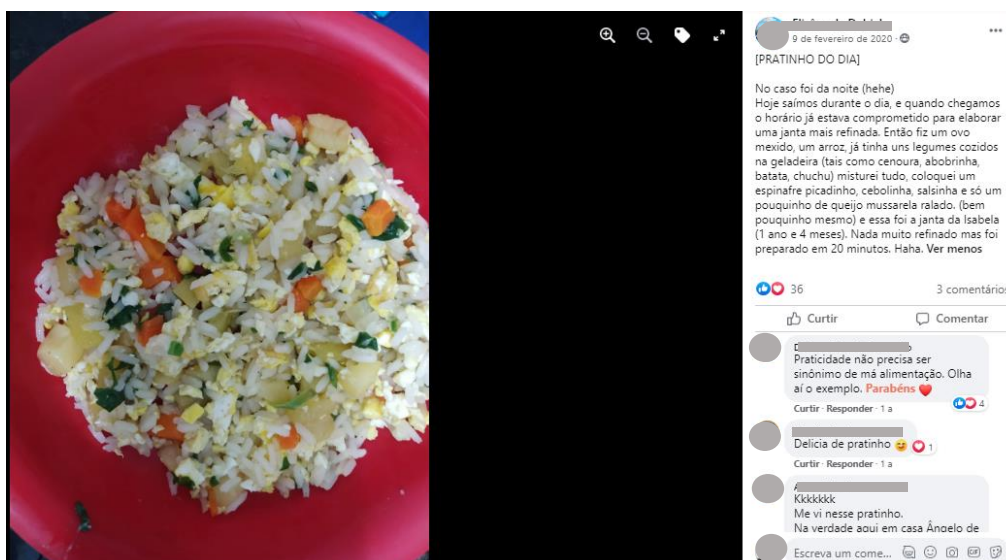 9 de fevereiro de 2020
[PRATINHO DO DIA]
No caso foi da noite (hehe)
Hoje saímos durante o dia, e quando chegamos
o horário já estava comprometido para elaborar
uma janta mais refinada. Então fiz um ovo
mexido, um arroz, já tinha uns legumes cozidos
na geladeira (tais como cenoura, abobrinha,
batata, chuchu) misturei tudo, coloquei um
espinafre picadinho, cebolinha, salsinha e só um
pouquinho de queijo mussarela ralado. (bem
pouquinho mesmo) e essa foi a janta da Isabela
(1 ano e 4 meses). Nada muito refinado mas foi
preparado em 20 minutos. Haha. Ver menos
36 3 comentários
Curtir Comentar
Praticidade não precisa ser
sinônimo de má alimentação. Olha
aí o exemplo. Parabéns
4
Curtir · Responder · 1 a
Delicia de pratinho
1
Curtir · Responder · 1 a
Kkkkkkk
Me vi nesse pratinho.
Na verdade aqui em casa Ângelo de
Escreva um come...
GIF